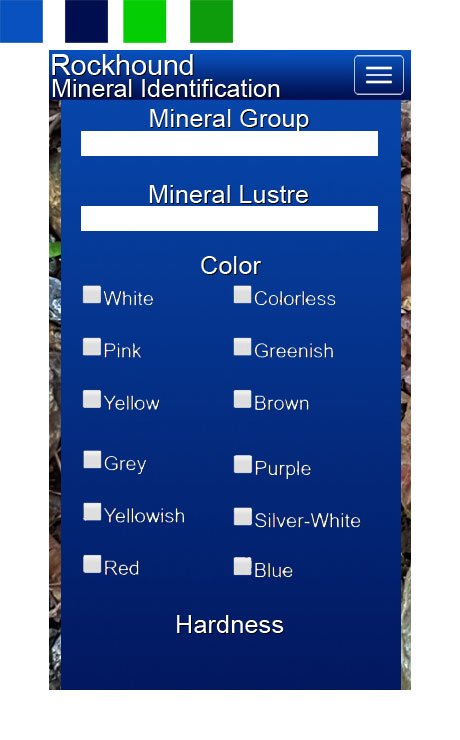 Rockhound
Mineral Identification
Mineral Group
Mineral Lustre
Color
White Colorless
Pink Greenish
Yellow Brown
Grey Purple
Yellowish Silver-White
Red Blue
Hardness